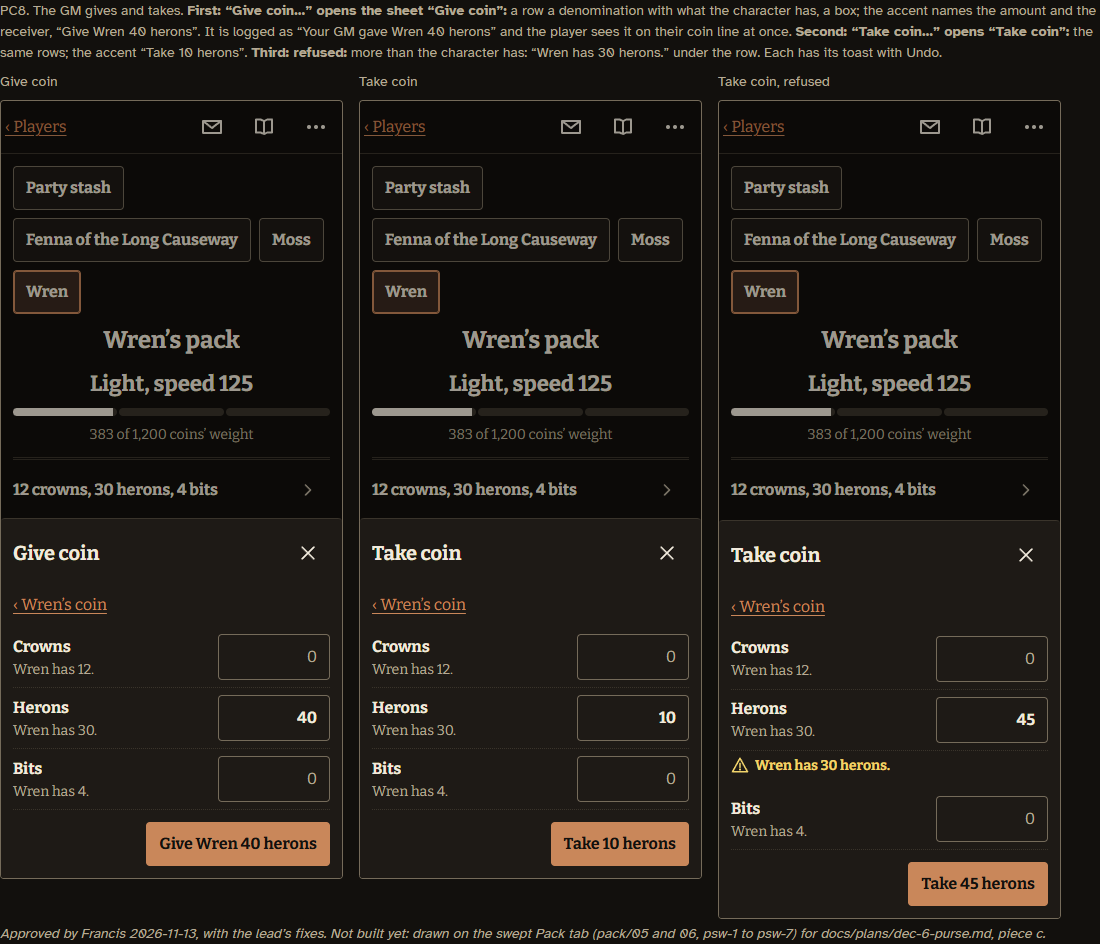 PC8. The GM gives and takes. First: “Give coin…” opens the sheet “Give coin”: a row a denomination with what the character has, a box; the accent names the amount and the
receiver, “Give Wren 40 herons”. It is logged as “Your GM gave Wren 40 herons” and the player sees it on their coin line at once. Second: “Take coin…” opens “Take coin”: the
same rows; the accent “Take 10 herons”. Third: refused: more than the character has: “Wren has 30 herons.” under the row. Each has its toast with Undo.
Give coin
‹ Players
Party stash
Fenna of the Long Causeway Moss
Wren
Wren’s pack
Light, speed 125
383 of 1,200 coins’ weight
12 crowns, 30 herons, 4 bits
Give coin
‹ Wren’s coin
Crowns
Wren has 12.
0
Herons
Wren has 30.
40
Bits
Wren has 4.
0
Give Wren 40 herons
Take coin
‹ Players
Party stash
Fenna of the Long Causeway Moss
Wren
Wren’s pack
Light, speed 125
383 of 1,200 coins’ weight
12 crowns, 30 herons, 4 bits
Take coin
‹ Wren’s coin
Crowns
Wren has 12.
0
Herons
Wren has 30.
10
Bits
Wren has 4.
0
Take 10 herons
Take coin, refused
‹ Players
Party stash
Fenna of the Long Causeway Moss
Wren
Wren’s pack
Light, speed 125
383 of 1,200 coins’ weight
12 crowns, 30 herons, 4 bits
Take coin
‹ Wren’s coin
Crowns
Wren has 12.
0
Herons
Wren has 30.
45
Wren has 30 herons.
Bits
Wren has 4.
0
Take 45 herons
Approved by Francis 2026-11-13, with the lead’s fixes. Not built yet: drawn on the swept Pack tab (pack/05 and 06, psw-1 to psw-7) for docs/plans/dec-6-purse.md, piece c.